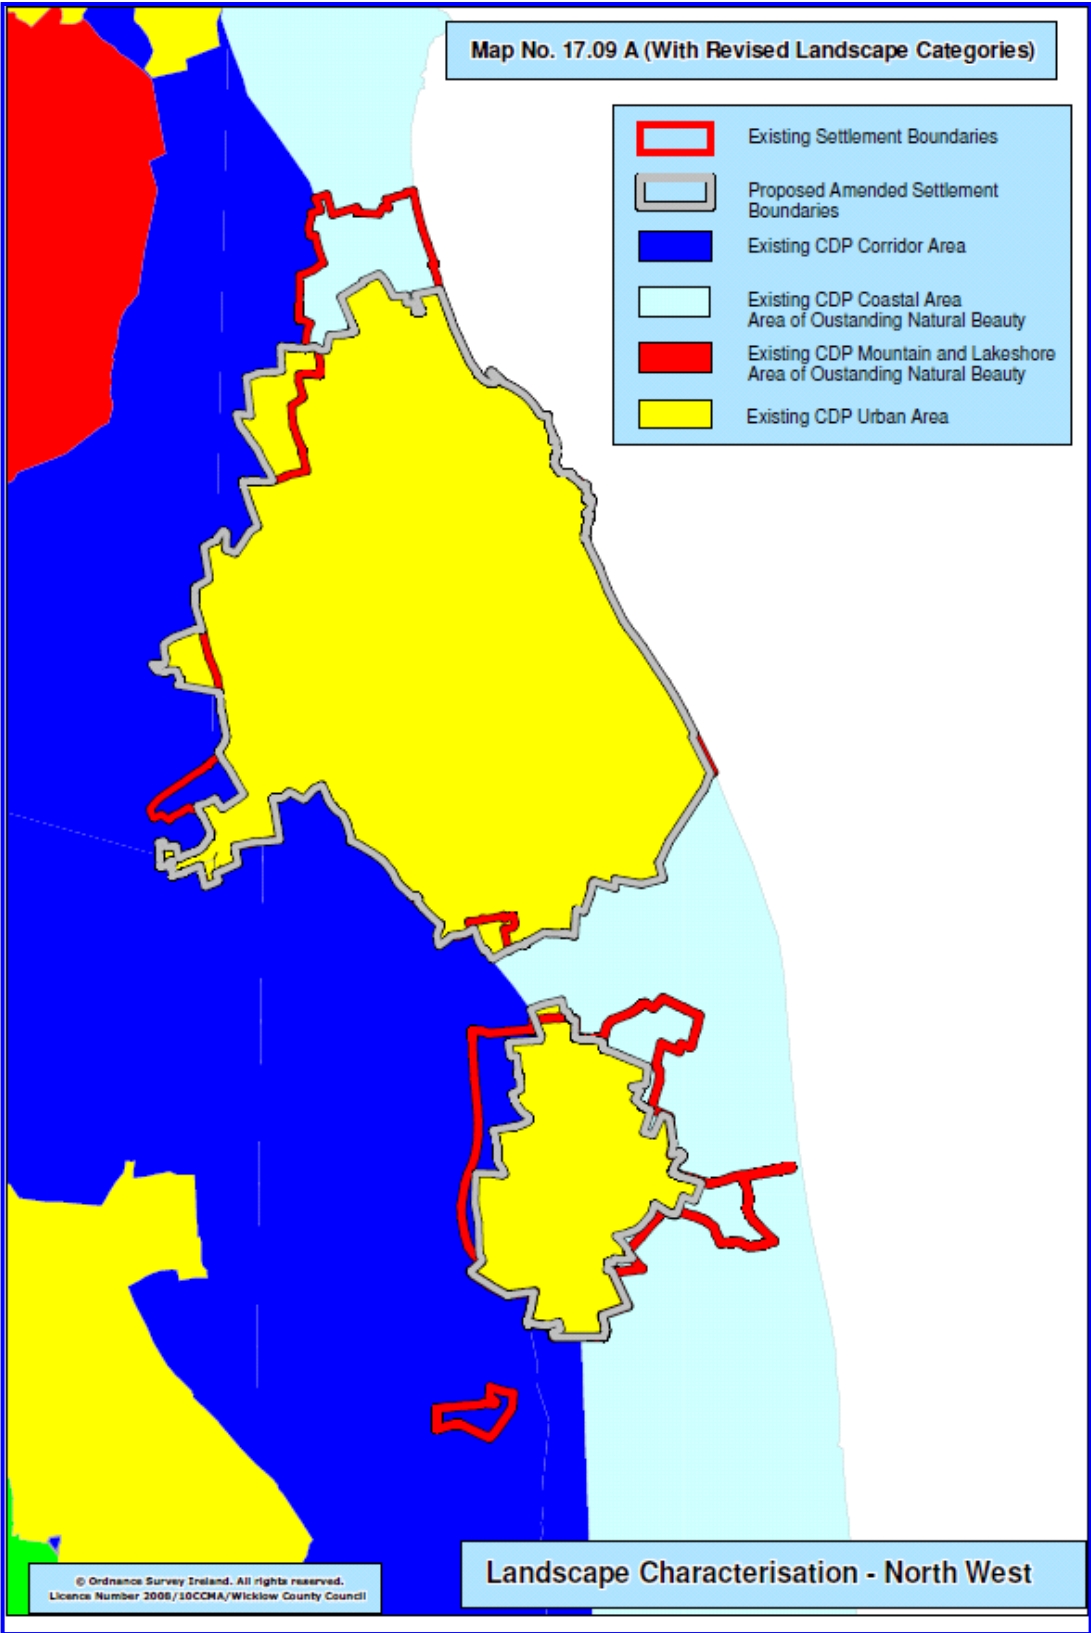 Map No. 17.09 A (With Revised Landscape Categories)
Existing Settlement Boundaries
Proposed Amended Settlement
Boundaries
Existing CDP Corridor Area
Existing CDP Coastal Area
Area of Oustanding Natural Beauty
Existing CDP Mountain and Lakeshore
Area of Oustanding Natural Beauty
Existing CDP Urban Area
Landscape Characterisation - North West
© Ordnance Survey Ireland. All rights reserved.
Licence Number 2008/10CCMA/Wicklow County Council